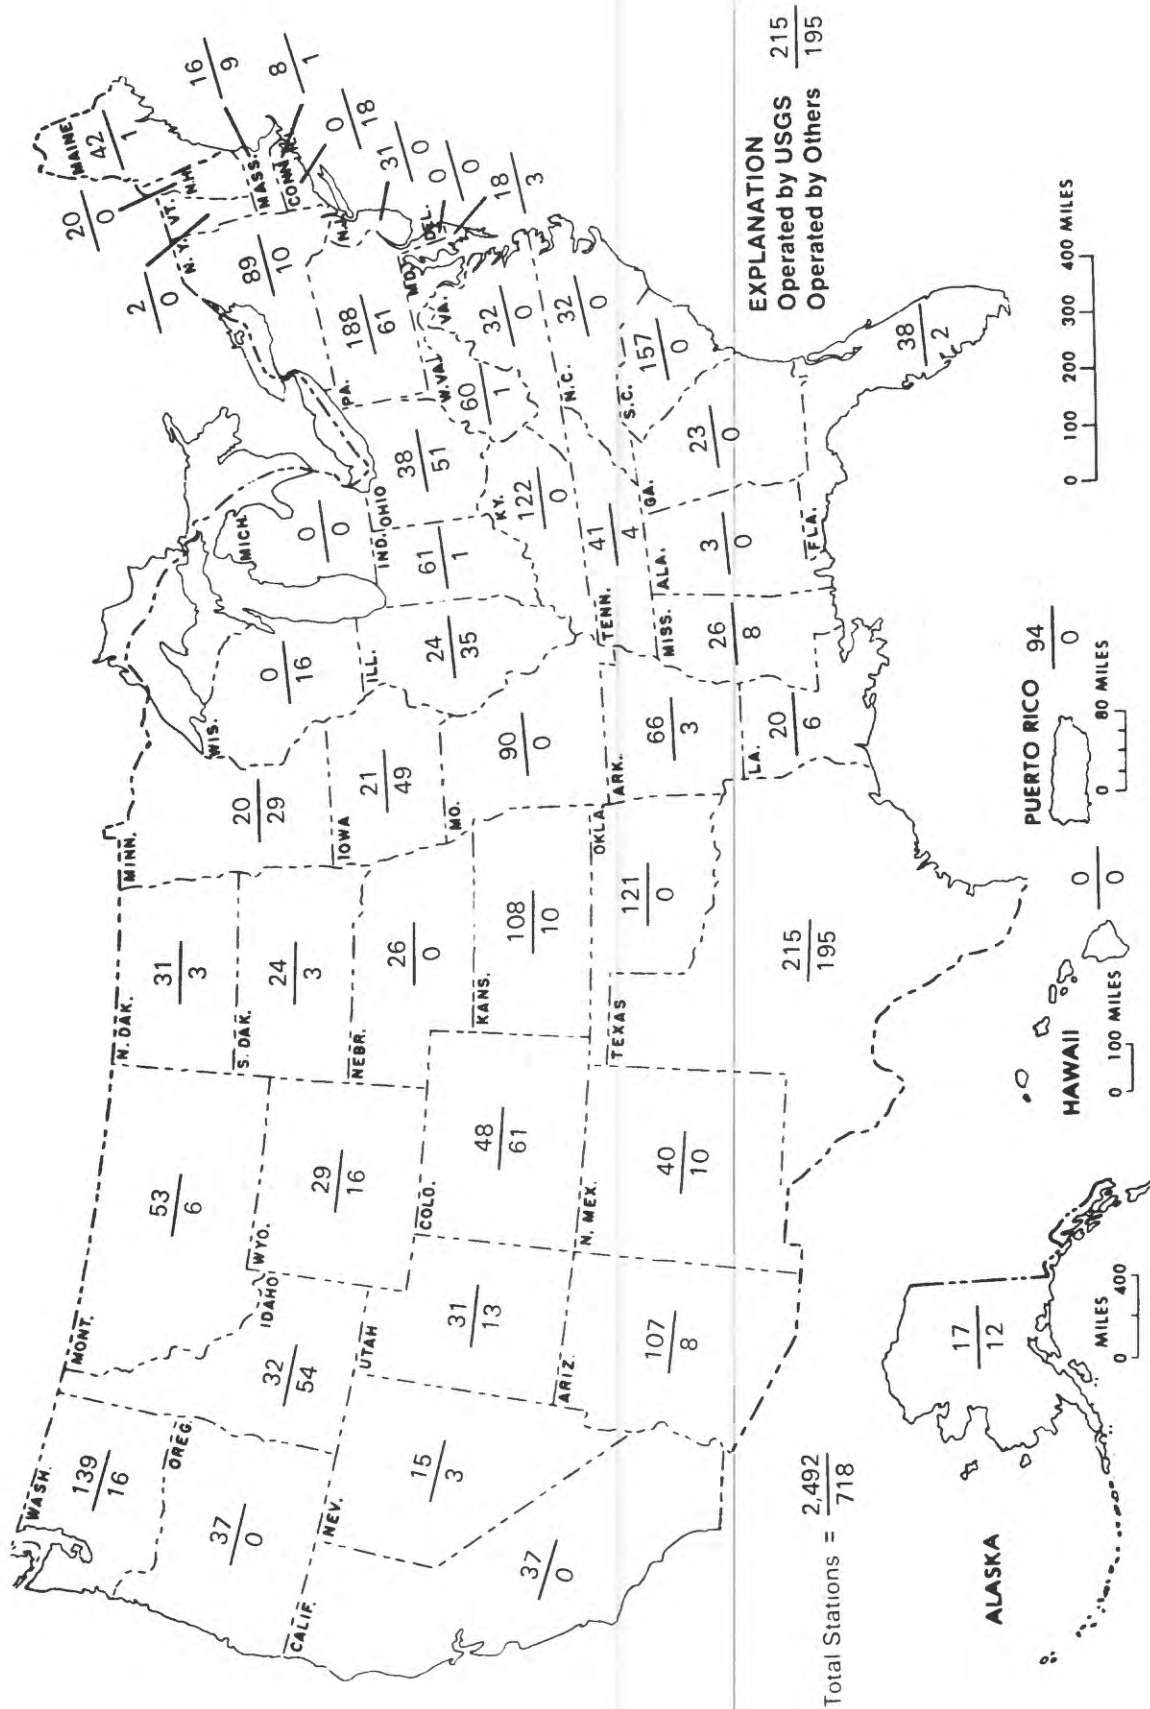 WASH.
139
16
OREG.
37
0
CALIF.
37
0
NEV.
15
3
MONT.
53
6
IDAHO
32
54
WYO.
29
16
UTAH
31
13
COLO.
48
61
ARIZ.
107
8
N. MEX.
40
10
N. DAK.
31
3
S. DAK.
24
3
NEBR.
26
0
KANS.
108
10
OKLA.
121
0
TEXAS
215
195
MINN.
20
29
IOWA
21
49
MO.
90
0
ARK.
66
3
LA.
20
6
WIS.
0
16
ILL.
24
35
MICH.
0
0
IND.
61
1
OHIO
38
51
KY.
122
0
TENN.
41
4
MISS.
26
8
ALA.
3
0
GA.
23
0
FLA.
38
2
S.C.
157
0
N.C.
32
0
VA.
32
0
W.VA.
60
1
PA.
188
61
N.Y.
89
10
VT.
2
0
N.H.
20
0
MAINE
42
1
MASS.
16
9
CONN.
8
1
0
18
N.J.
31
0
DEL.
0
0
MD.
18
3
EXPLANATION
Operated by USGS 215
Operated by Others 195
Total Stations = 2,492
718
ALASKA
17
12
MILES
0 400
HAWAII
0
0
0 100 MILES
PUERTO RICO
94
0
0 80 MILES
0 100 200 300 400 MILES